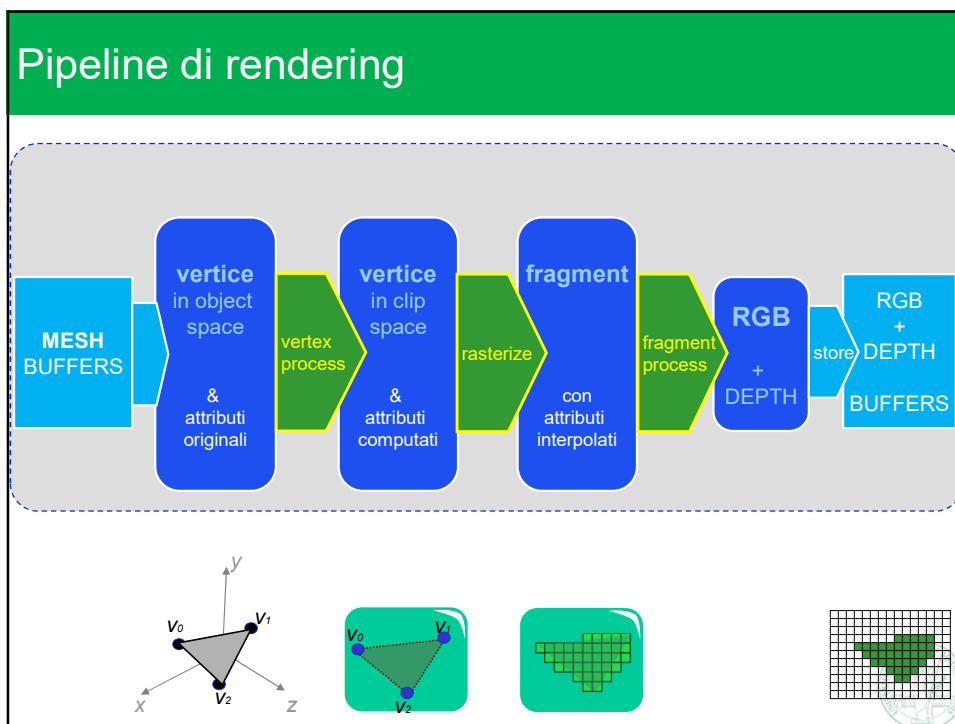 Pipeline di rendering
MESH
BUFFERS
vertice
in object
space
&
attributi
originali
vertex
process
vertice
in clip
space
&
attributi
computati
rasterize
fragment
con
attributi
interpolati
fragment
process
RGB
+
DEPTH
store
RGB
+
DEPTH
BUFFERS
y
v0
v1
v2
x
z
v0
v1
v2